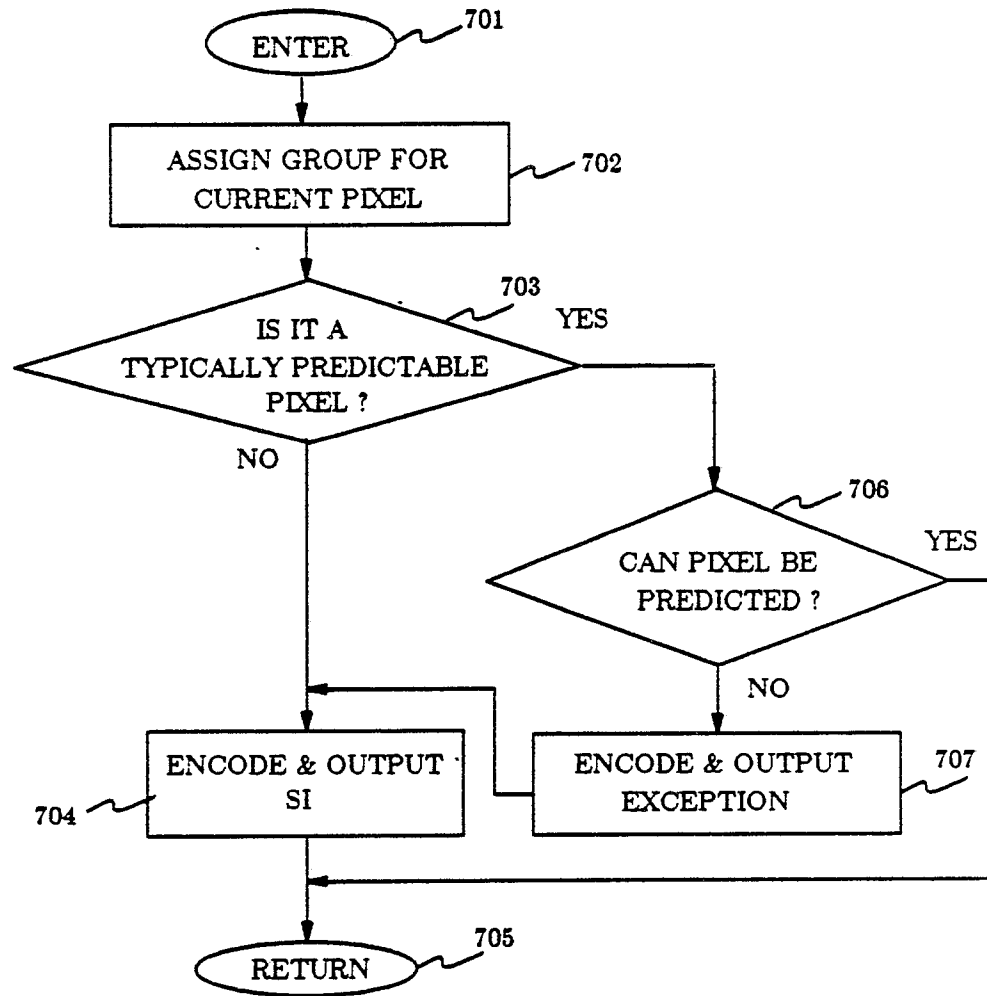 ENTER
701
ASSIGN GROUP FOR
CURRENT PIXEL
702
703
YES
IS IT A
TYPICALLY PREDICTABLE
PIXEL ?
NO
706
YES
CAN PIXEL BE
PREDICTED ?
NO
ENCODE & OUTPUT
SI
704
ENCODE & OUTPUT
EXCEPTION
707
RETURN
705